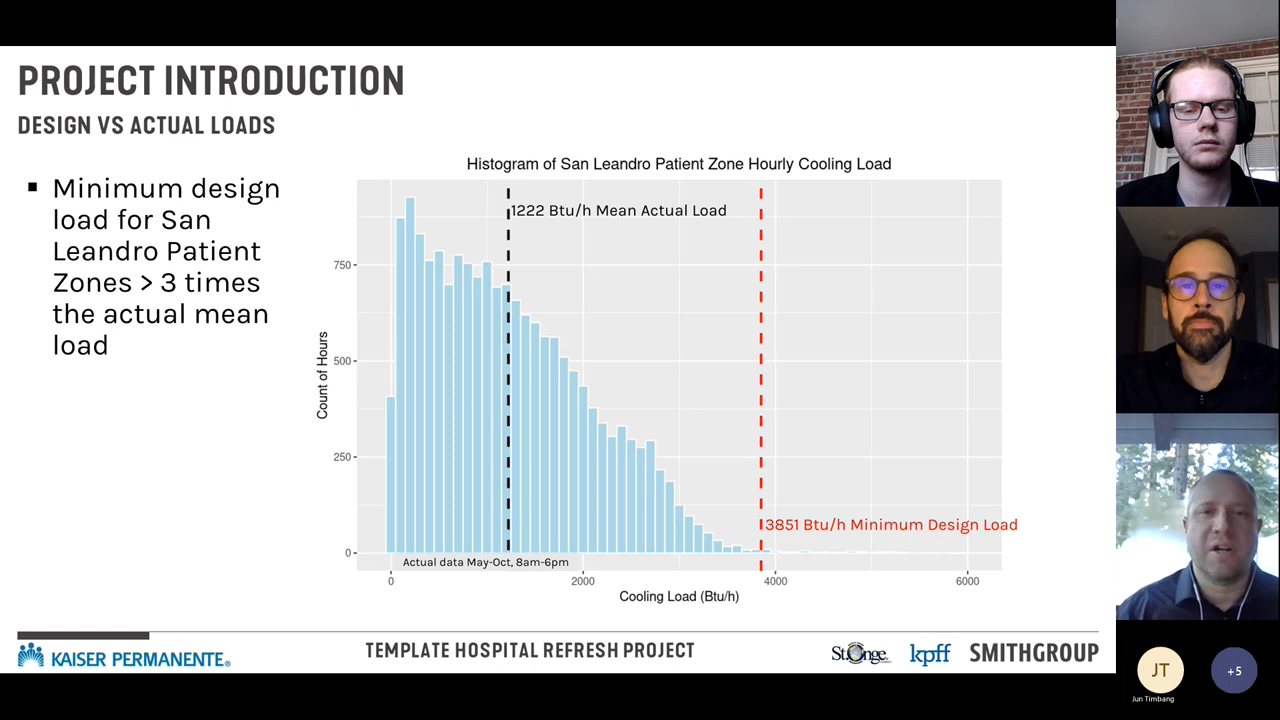 PROJECT INTRODUCTION
DESIGN VS ACTUAL LOADS
▪ Minimum design
load for San
Leandro Patient
Zones > 3 times
the actual mean
load
Histogram of San Leandro Patient Zone Hourly Cooling Load
1222 Btu/h Mean Actual Load
3851 Btu/h Minimum Design Load
Count of Hours
750
500
250
0
Actual data May-Oct, 8am-6pm
0 2000 4000 6000
Cooling Load (Btu/h)
KAISER PERMANENTE®
TEMPLATE HOSPITAL REFRESH PROJECT
St.Onge.
kpff
SMITHGROUP
JT
+5
Jun Timbang